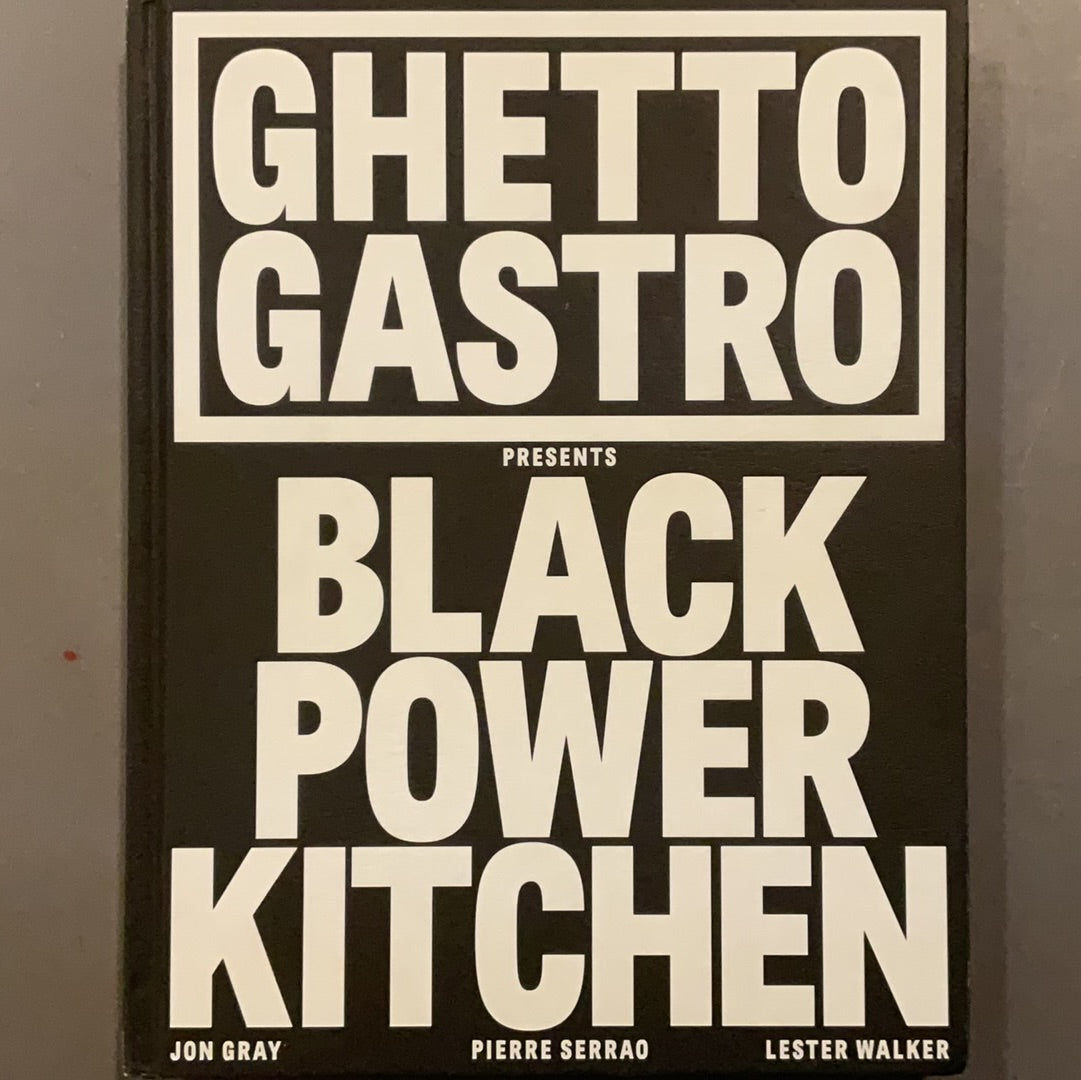 GHETTO
GASTRO
PRESENTS
BLACK
POWER
KITCHEN
JON GRAY PIERRE SERRAO LESTER WALKER